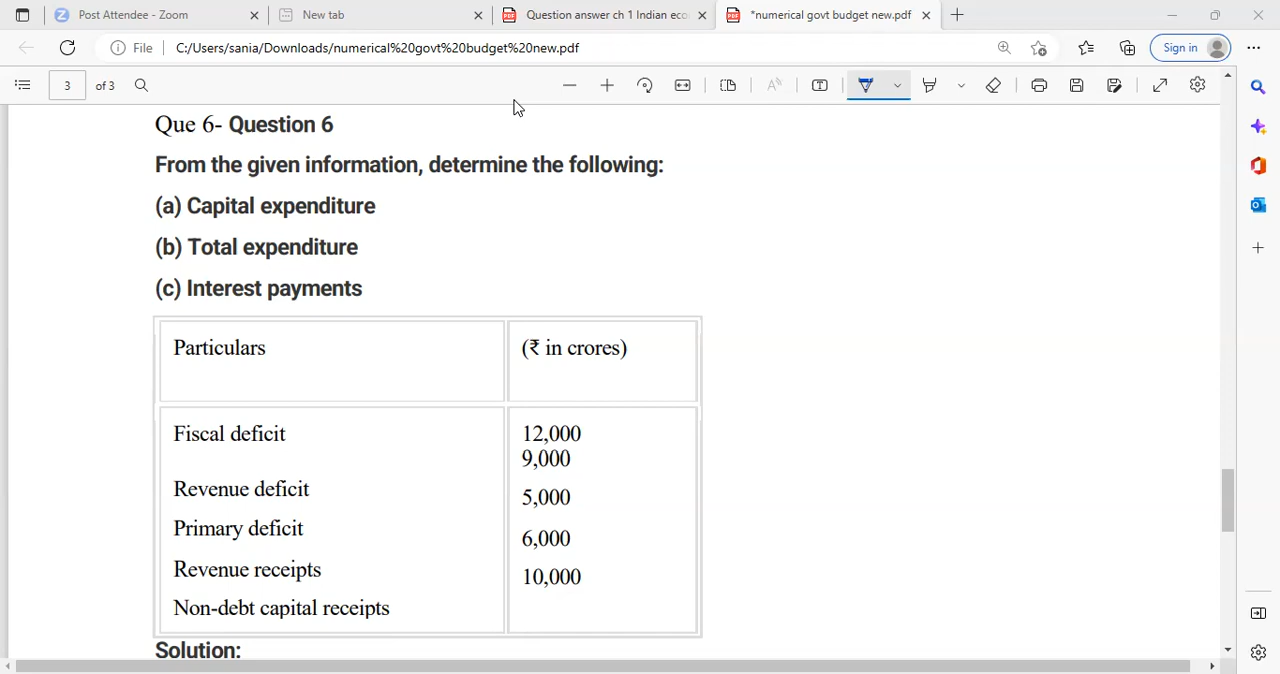 Post Attendee - Zoom
New tab
Question answer ch 1 Indian eco
*numerical govt budget new.pdf
File
C:/Users/sania/Downloads/numerical%20govt%20budget%20new.pdf
Sign in
3 of 3
Que 6- Question 6
From the given information, determine the following:
(a) Capital expenditure
(b) Total expenditure
(c) Interest payments
Particulars (₹ in crores)
Fiscal deficit 12,000
9,000
Revenue deficit 5,000
Primary deficit 6,000
Revenue receipts 10,000
Non-debt capital receipts
Solution: